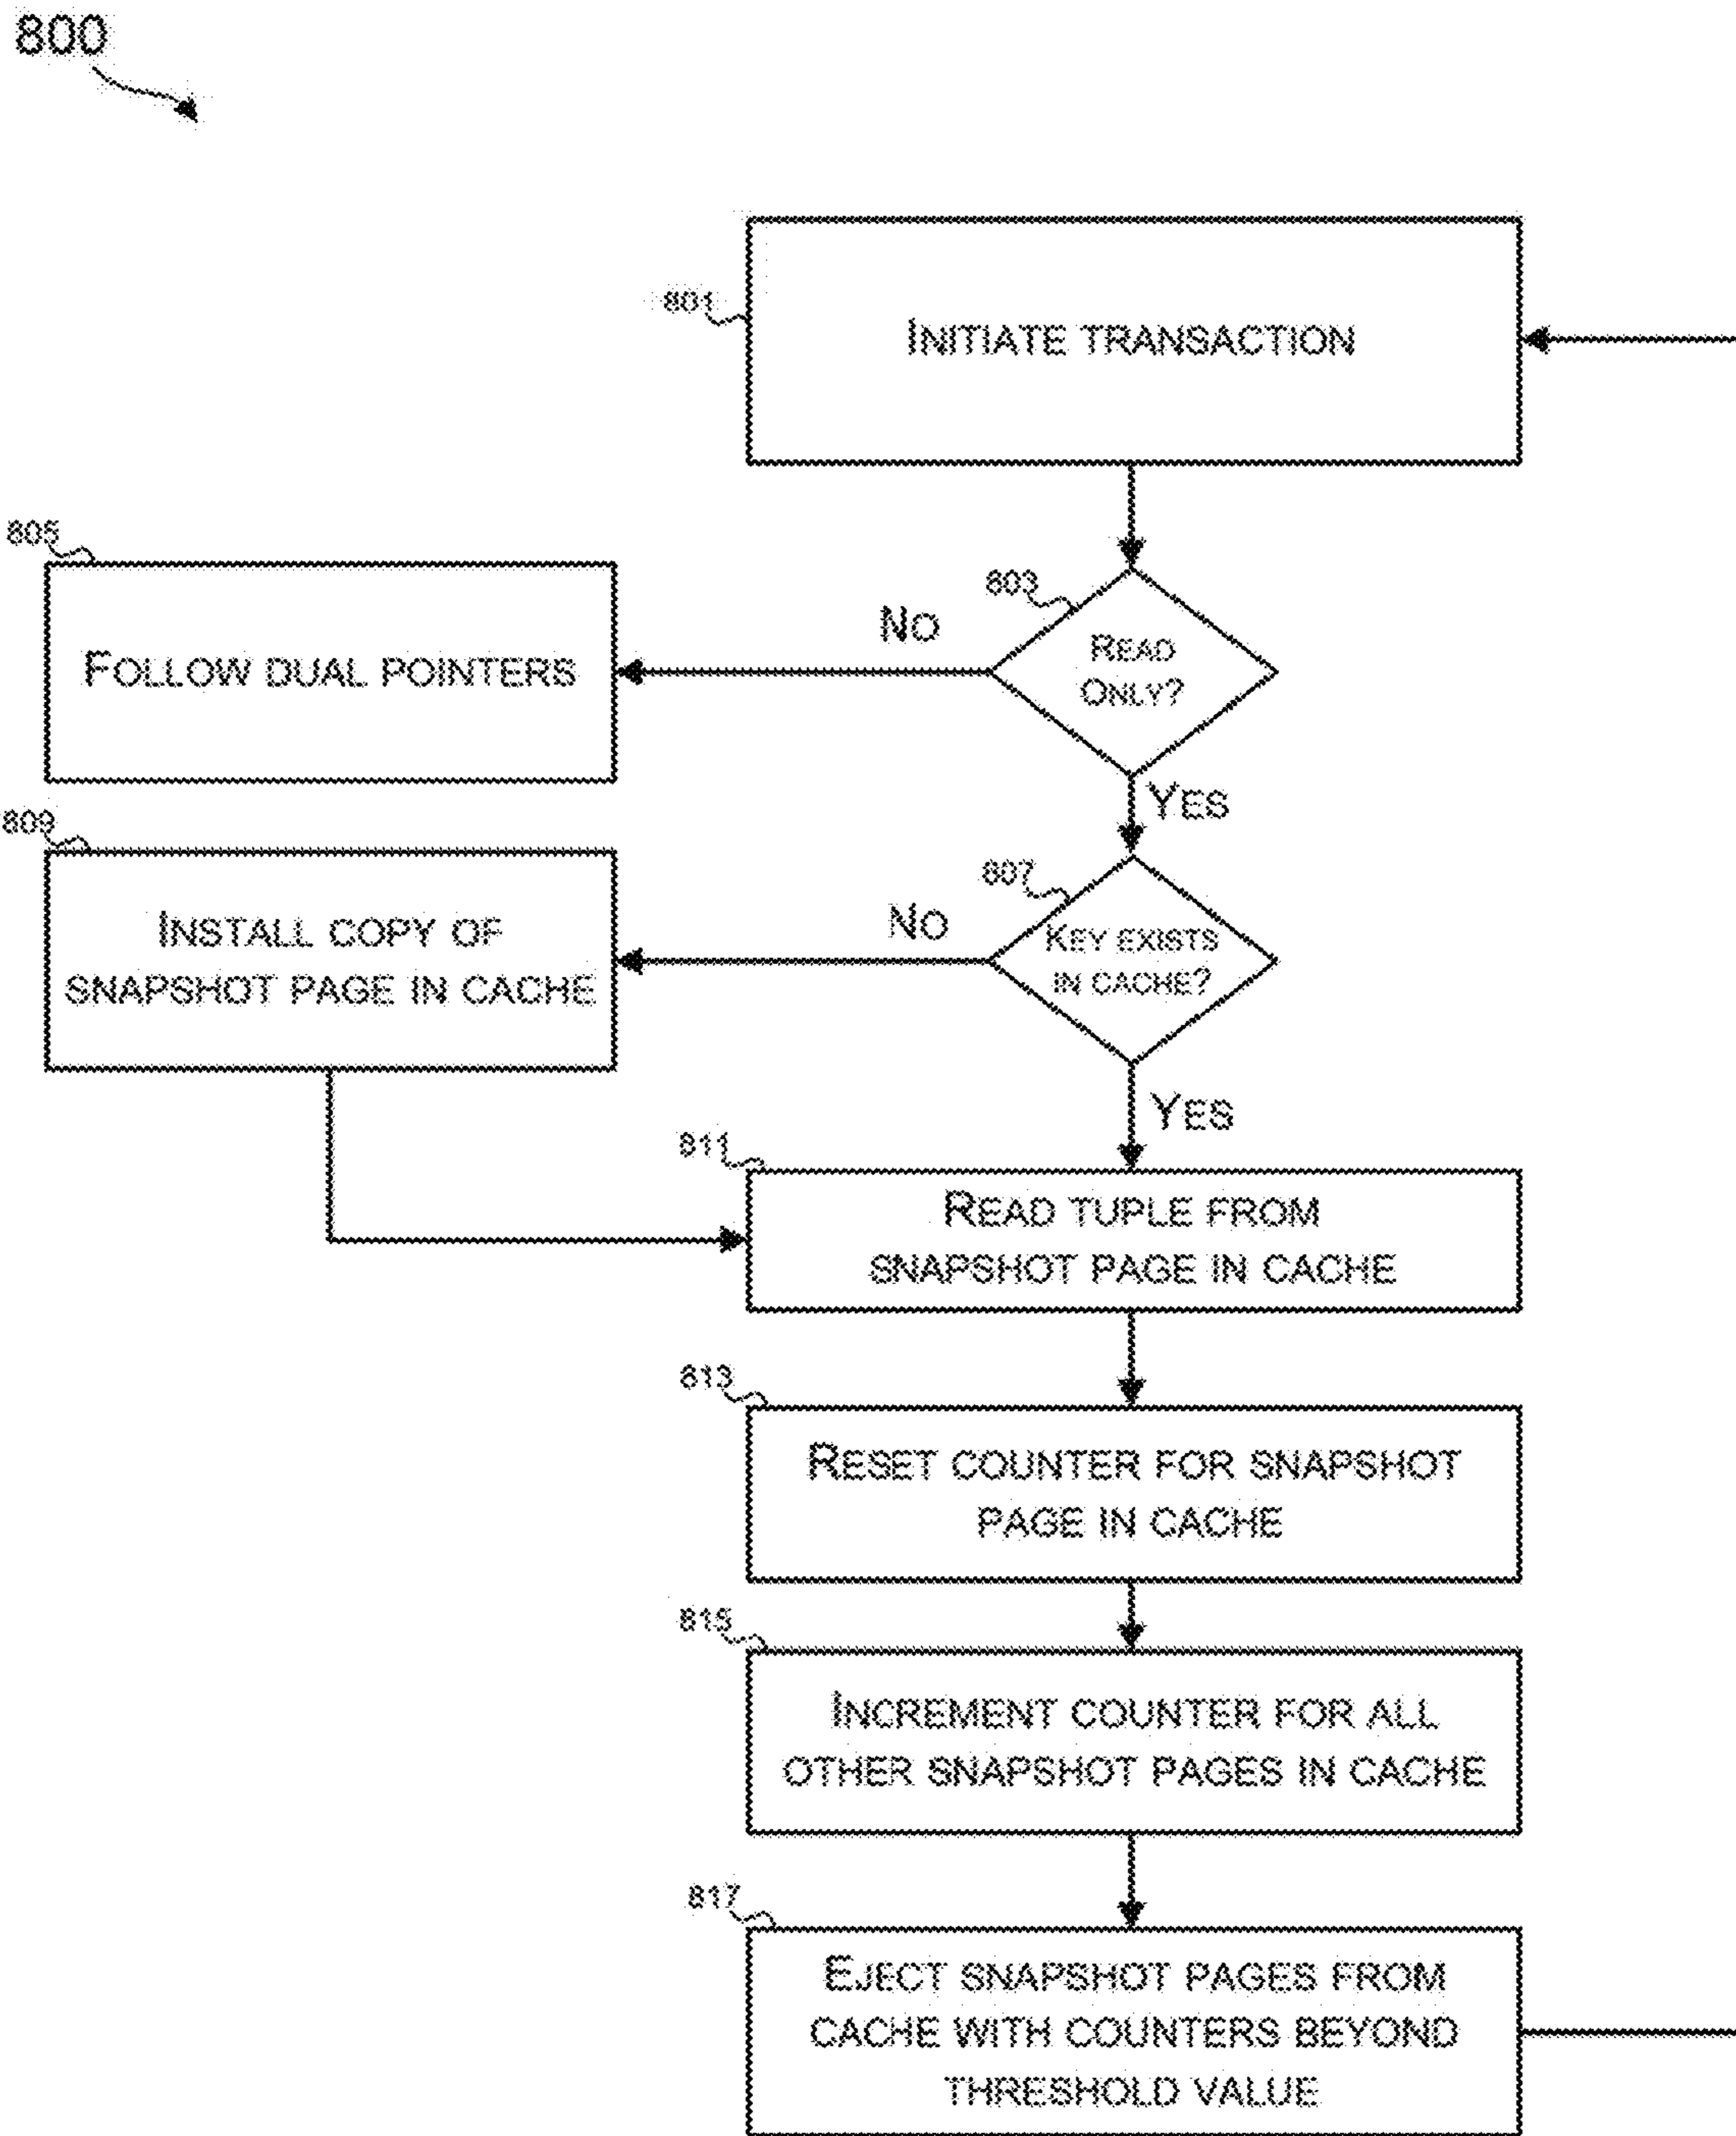 800
801
INITIATE TRANSACTION
803
READ
ONLY?
NO
805
FOLLOW DUAL POINTERS
YES
807
KEY EXISTS
IN CACHE?
NO
809
INSTALL COPY OF
SNAPSHOT PAGE IN CACHE
YES
811
READ TUPLE FROM
SNAPSHOT PAGE IN CACHE
813
RESET COUNTER FOR SNAPSHOT
PAGE IN CACHE
815
INCREMENT COUNTER FOR ALL
OTHER SNAPSHOT PAGES IN CACHE
817
EJECT SNAPSHOT PAGES FROM
CACHE WITH COUNTERS BEYOND
THRESHOLD VALUE